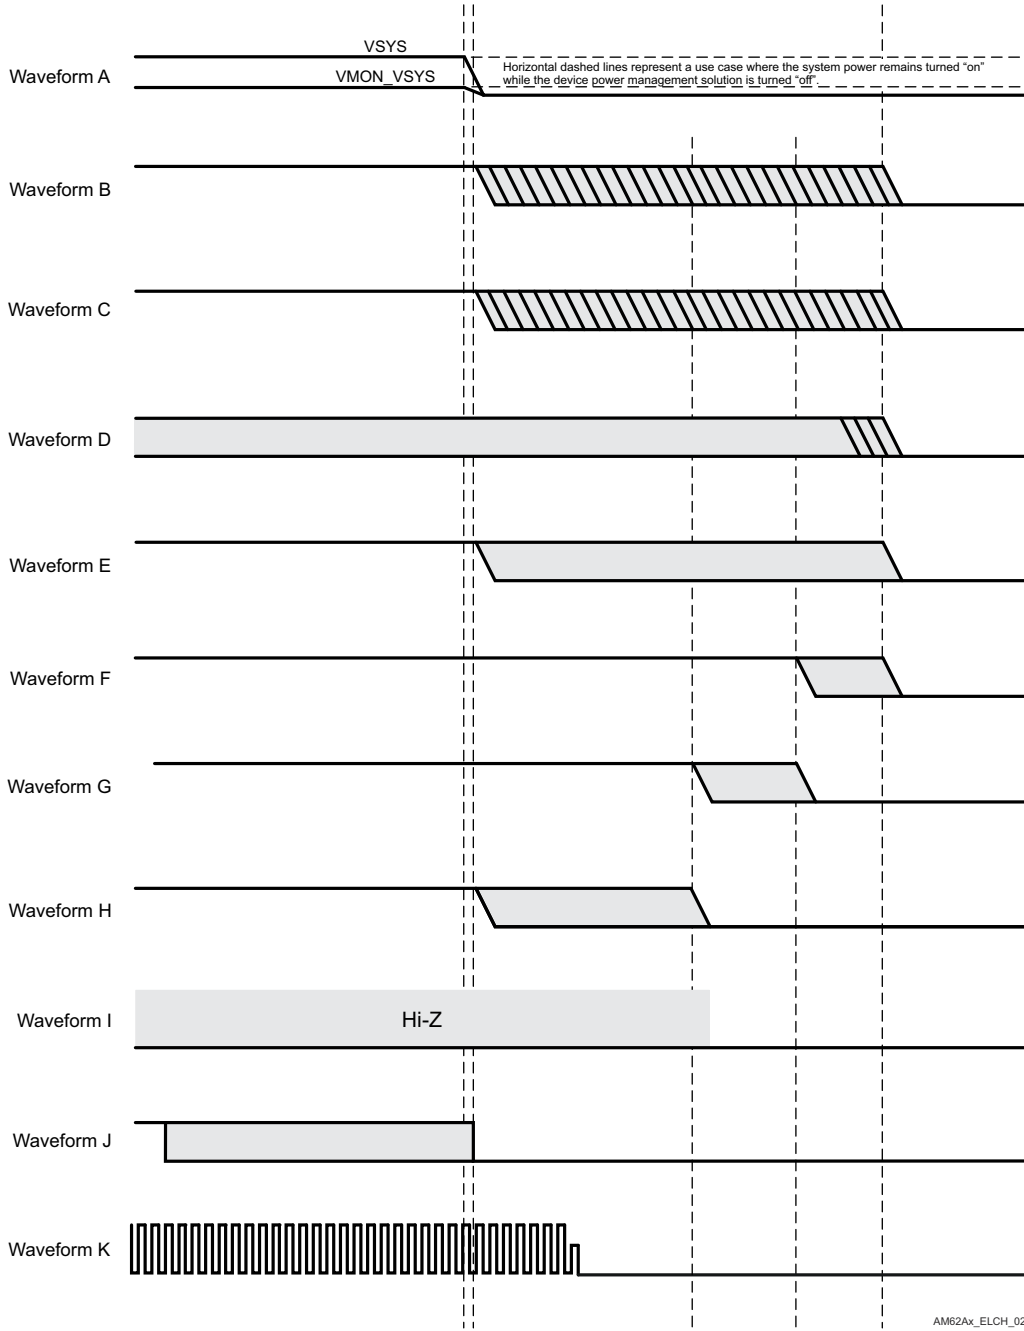 VSYS
Waveform A
VMON_VSYS
Horizontal dashed lines represent a use case where the system power remains turned “on”
while the device power management solution is turned “off”.
Waveform B
Waveform C
Waveform D
Waveform E
Waveform F
Waveform G
Waveform H
Waveform I
Hi-Z
Waveform J
Waveform K
AM62Ax_ELCH_02